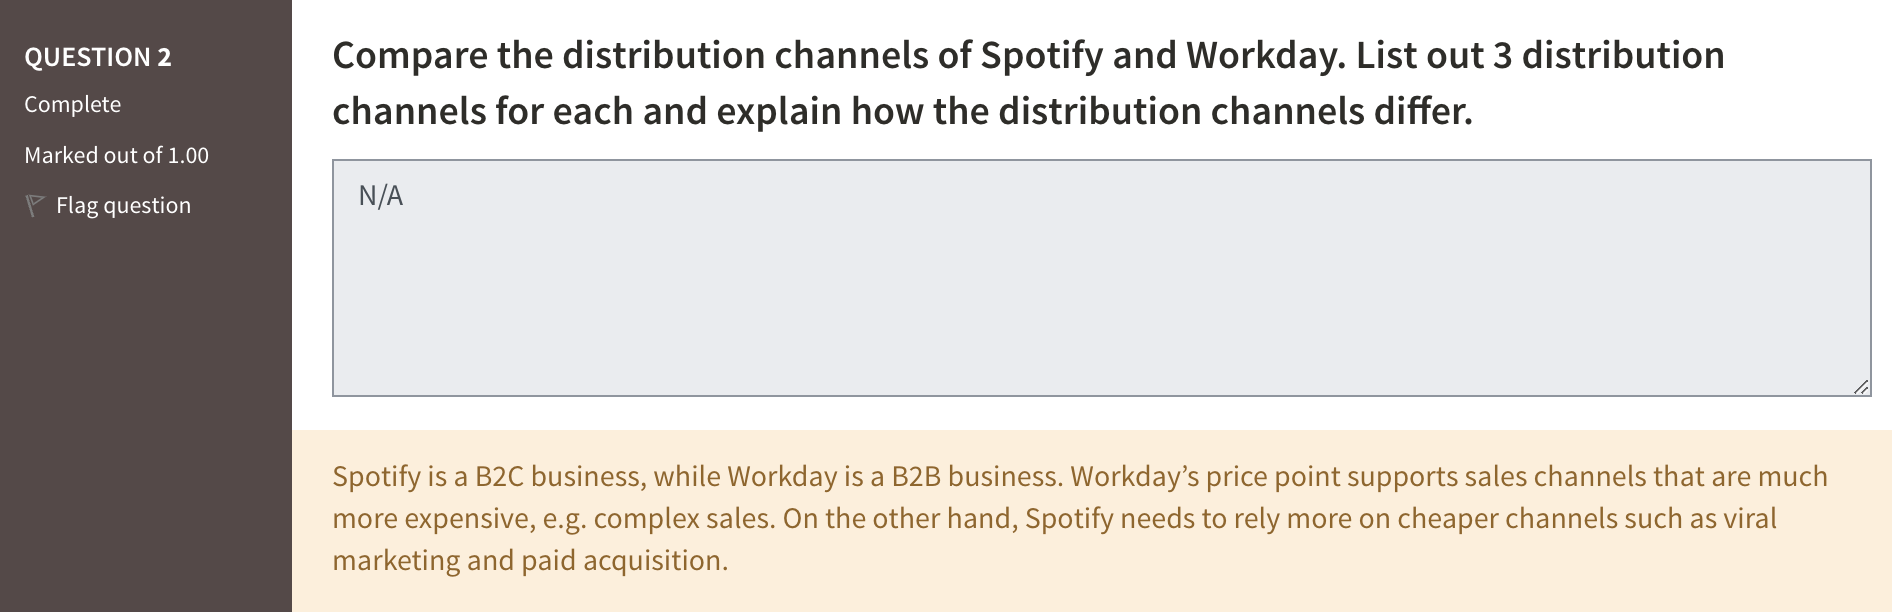 QUESTION 2
Complete
Marked out of 1.00
Flag question
Compare the distribution channels of Spotify and Workday. List out 3 distribution
channels for each and explain how the distribution channels differ.
N/A
Spotify is a B2C business, while Workday is a B2B business. Workday’s price point supports sales channels that are much
more expensive, e.g. complex sales. On the other hand, Spotify needs to rely more on cheaper channels such as viral
marketing and paid acquisition.